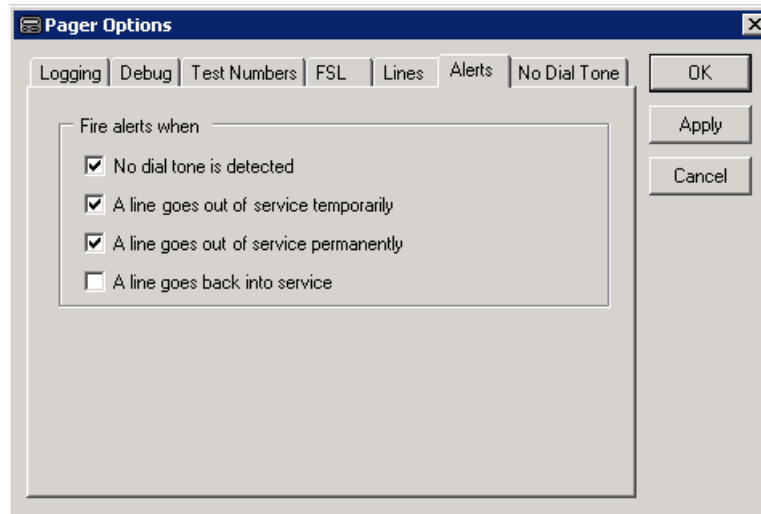 Pager Options
Logging Debug Test Numbers FSL Lines Alerts No Dial Tone
OK
Apply
Cancel
Fire alerts when
No dial tone is detected
A line goes out of service temporarily
A line goes out of service permanently
A line goes back into service